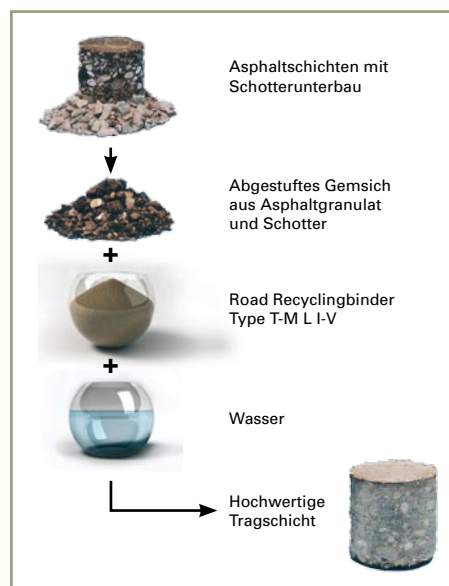 Asphaltschichten mit
Schotterunterbau
Abgestuftes Gemsich
aus Asphaltgranulat
und Schotter
+
Road Recyclingbinder
Type T-M L I-V
+
Wasser
Hochwertige
Tragschicht